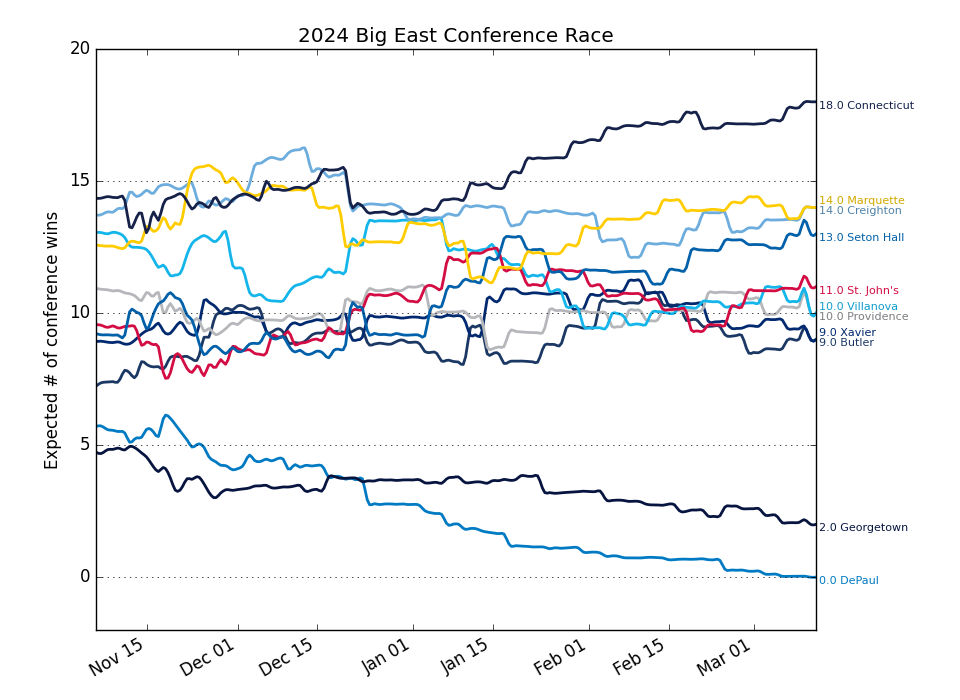 2024 Big East Conference Race
Expected # of conference wins
20
15
10
5
0
18.0 Connecticut
14.0 Marquette
14.0 Creighton
13.0 Seton Hall
11.0 St. John's
10.0 Villanova
10.0 Providence
9.0 Xavier
9.0 Butler
2.0 Georgetown
0.0 DePaul
Nov 15
Dec 01
Dec 15
Jan 01
Jan 15
Feb 01
Feb 15
Mar 01